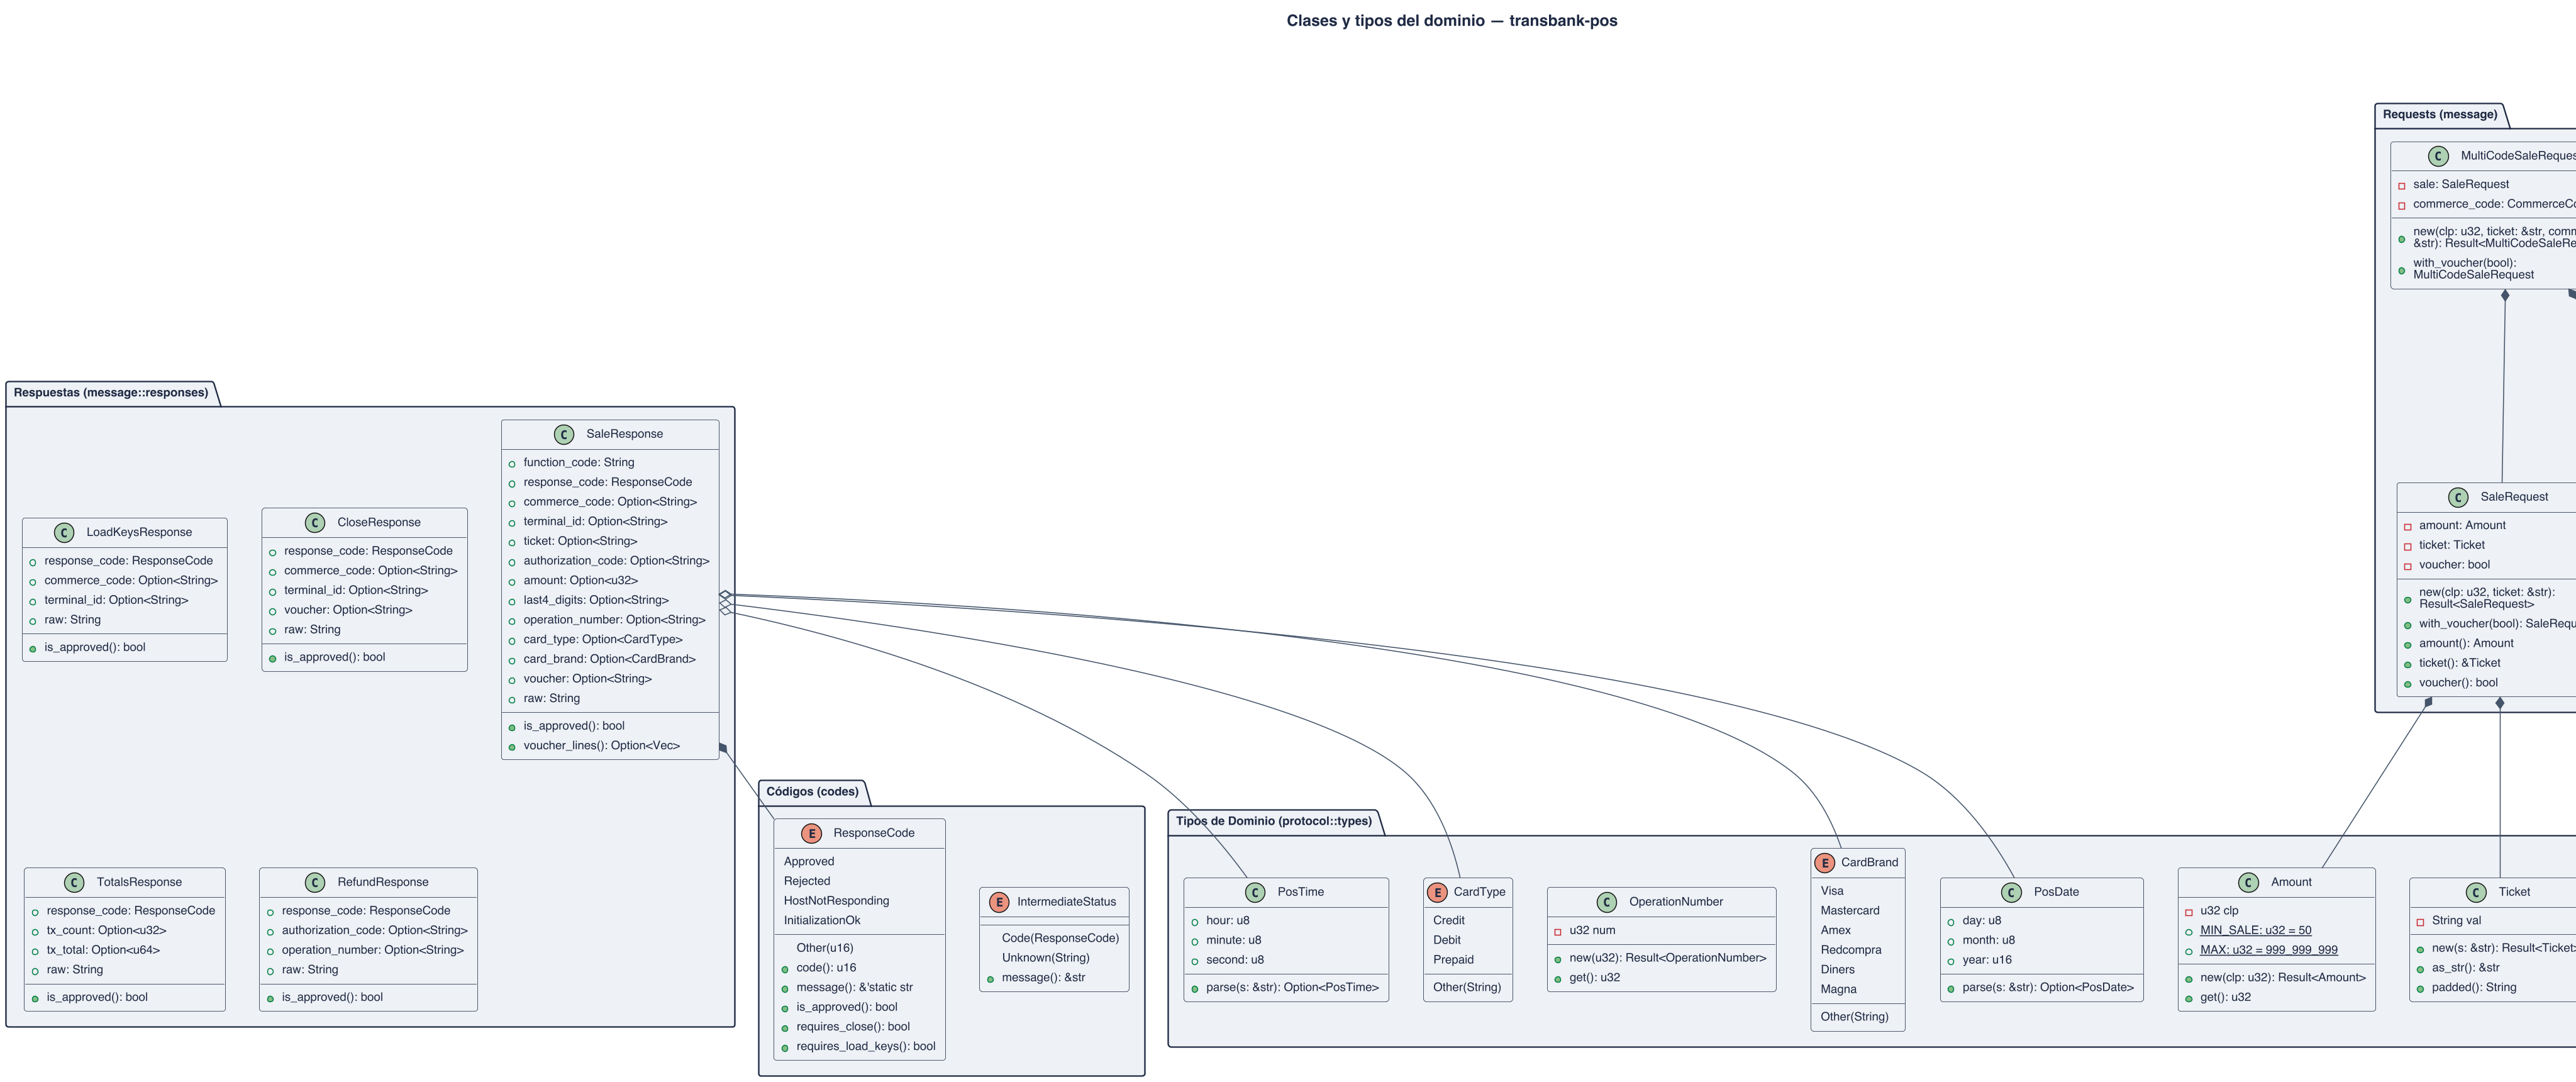 Clases y tipos del dominio — transbank-pos
Requests (message)
C MultiCodeSaleReques
sale: SaleRequest
commerce_code: CommerceCo
new(clp: u32, ticket: &str, comm
&str): Result<MultiCodeSaleRe
with_voucher(bool):
MultiCodeSaleRequest
C SaleRequest
amount: Amount
ticket: Ticket
voucher: bool
new(clp: u32, ticket: &str):
Result<SaleRequest>
with_voucher(bool): SaleRequ
amount(): Amount
ticket(): &Ticket
voucher(): bool
Respuestas (message::responses)
C LoadKeysResponse
response_code: ResponseCode
commerce_code: Option<String>
terminal_id: Option<String>
raw: String
is_approved(): bool
C CloseResponse
response_code: ResponseCode
commerce_code: Option<String>
terminal_id: Option<String>
voucher: Option<String>
raw: String
is_approved(): bool
C SaleResponse
function_code: String
response_code: ResponseCode
commerce_code: Option<String>
terminal_id: Option<String>
ticket: Option<String>
authorization_code: Option<String>
amount: Option<u32>
last4_digits: Option<String>
operation_number: Option<String>
card_type: Option<CardType>
card_brand: Option<CardBrand>
voucher: Option<String>
raw: String
is_approved(): bool
voucher_lines(): Option<Vec>
C TotalsResponse
response_code: ResponseCode
tx_count: Option<u32>
tx_total: Option<u64>
raw: String
is_approved(): bool
C RefundResponse
response_code: ResponseCode
authorization_code: Option<String>
operation_number: Option<String>
raw: String
is_approved(): bool
Códigos (codes)
E ResponseCode
Approved
Rejected
HostNotResponding
InitializationOk
Other(u16)
code(): u16
message(): &'static str
is_approved(): bool
requires_close(): bool
requires_load_keys(): bool
E IntermediateStatus
Code(ResponseCode)
Unknown(String)
message(): &str
Tipos de Dominio (protocol::types)
C PosTime
hour: u8
minute: u8
second: u8
parse(s: &str): Option<PosTime>
E CardType
Credit
Debit
Prepaid
Other(String)
C OperationNumber
u32 num
new(u32): Result<OperationNumber>
get(): u32
E CardBrand
Visa
Mastercard
Amex
Redcompra
Diners
Magna
Other(String)
C PosDate
day: u8
month: u8
year: u16
parse(s: &str): Option<PosDate>
C Amount
u32 clp
MIN_SALE: u32 = 50
MAX: u32 = 999_999_999
new(clp: u32): Result<Amount>
get(): u32
C Ticket
String val
new(s: &str): Result<Ticket>
as_str(): &str
padded(): String